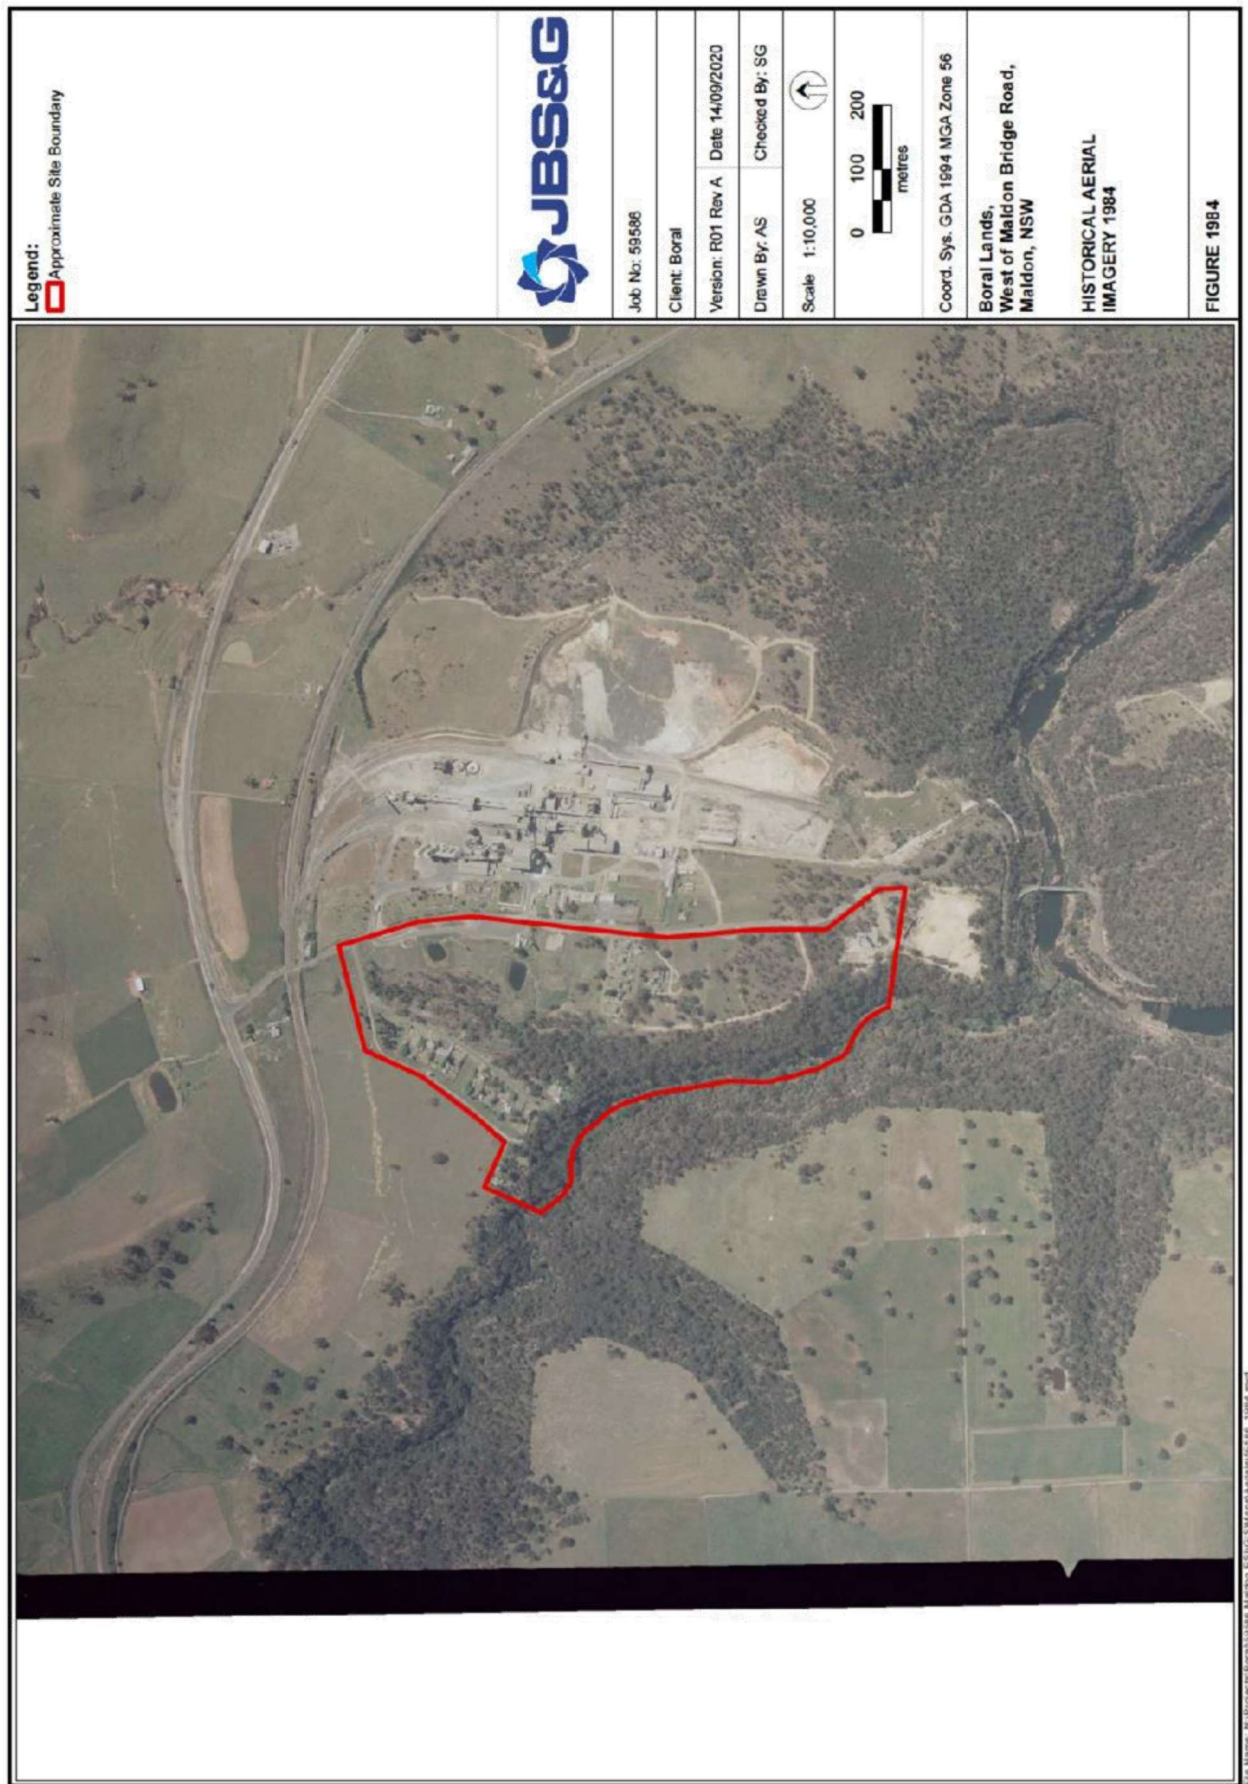 Legend:
Approximate Site Boundary
JBS&G
Job No: 59586
Client: Boral
Version: R01 Rev A Date 14/09/2020
Drawn By: AS Checked By: SG
Scale 1:10,000
0 100 200
metres
Coord. Sys. GDA 1994 MGA Zone 56
Boral Lands,
West of Maldon Bridge Road,
Maldon, NSW
HISTORICAL AERIAL
IMAGERY 1984
FIGURE 1984